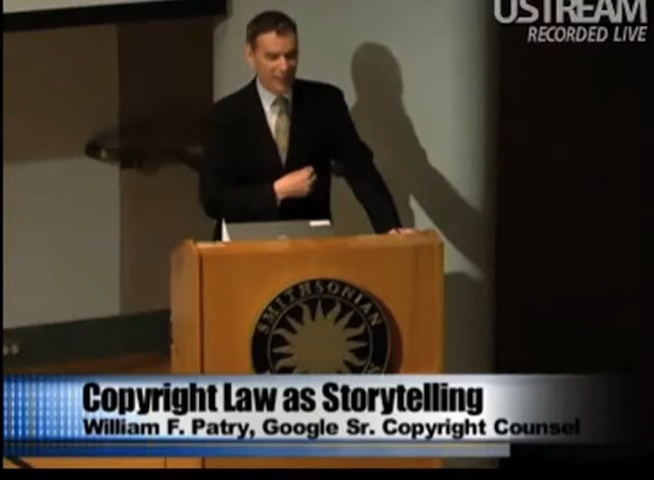 USTREAM
RECORDED LIVE
SMITHSONIAN
Copyright Law as Storytelling
William F. Patry, Google Sr. Copyright Counsel